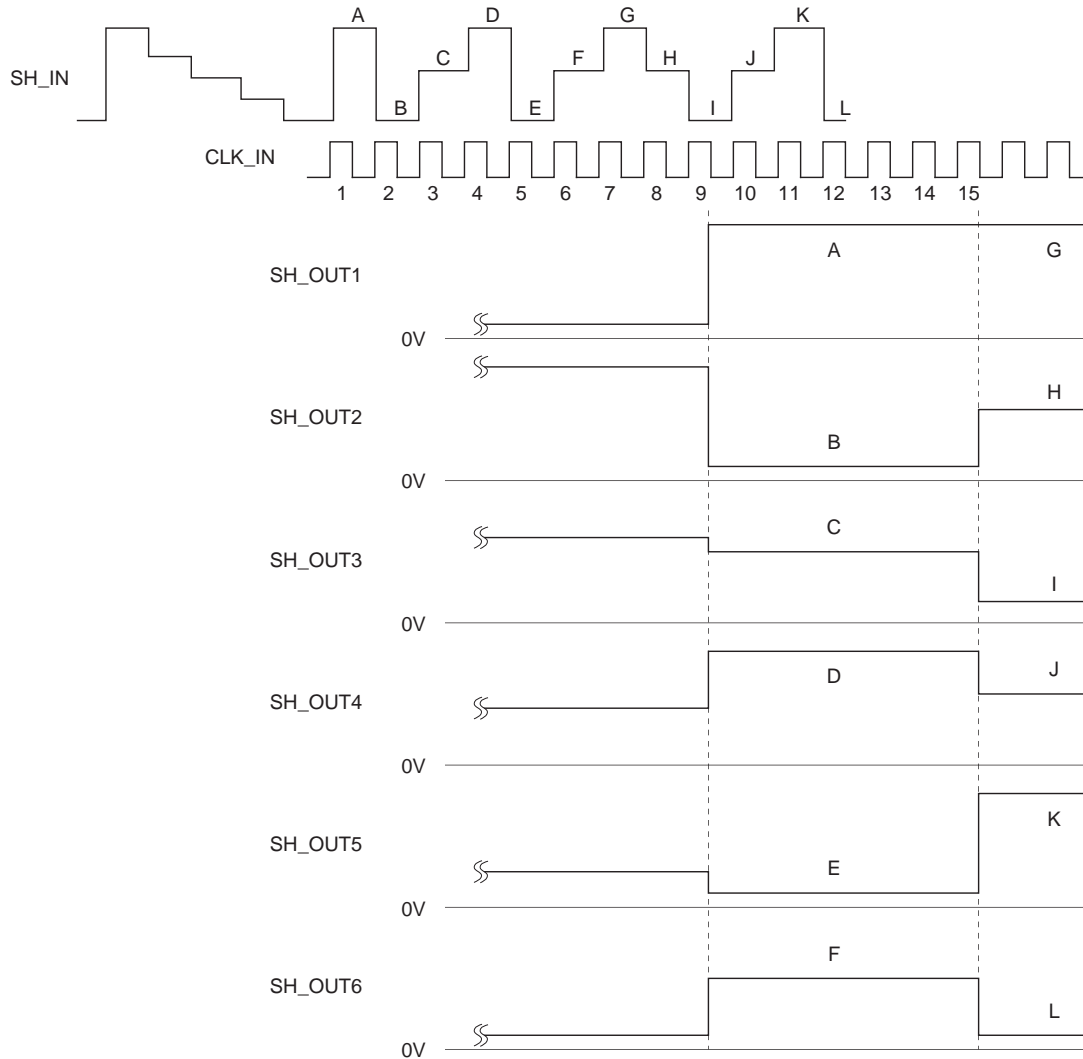 A D G K
C F H J
SH_IN
B E I L
CLK_IN
1 2 3 4 5 6 7 8 9 10 11 12 13 14 15
A G
SH_OUT1
0V
H
SH_OUT2
B
0V
C
SH_OUT3
I
0V
D J
SH_OUT4
0V
K
SH_OUT5
E
0V
F
SH_OUT6
L
0V